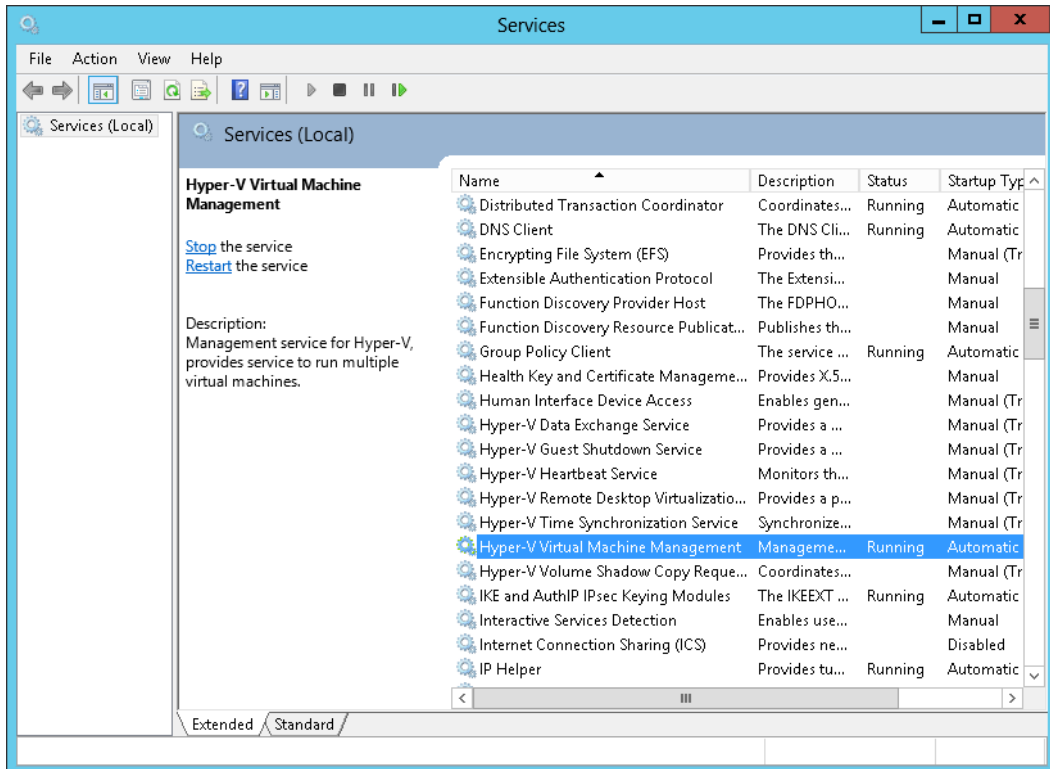 Services
File Action View Help
Services (Local)
Services (Local)
Hyper-V Virtual Machine
Management
Stop the service
Restart the service
Description:
Management service for Hyper-V,
provides service to run multiple
virtual machines.
Name Description Status Startup Typ
Distributed Transaction Coordinator Coordinates... Running Automatic
DNS Client The DNS Cli... Running Automatic
Encrypting File System (EFS) Provides th... Manual (Tr
Extensible Authentication Protocol The Extensi... Manual
Function Discovery Provider Host The FDPHO... Manual
Function Discovery Resource Publicat... Publishes th... Manual
Group Policy Client The service ... Running Automatic
Health Key and Certificate Manageme... Provides X.5... Manual
Human Interface Device Access Enables gen... Manual (Tr
Hyper-V Data Exchange Service Provides a ... Manual (Tr
Hyper-V Guest Shutdown Service Provides a ... Manual (Tr
Hyper-V Heartbeat Service Monitors th... Manual (Tr
Hyper-V Remote Desktop Virtualizatio... Provides a p... Manual (Tr
Hyper-V Time Synchronization Service Synchronize... Manual (Tr
Hyper-V Virtual Machine Management Manageme... Running Automatic
Hyper-V Volume Shadow Copy Reque... Coordinates... Manual (Tr
IKE and AuthIP IPsec Keying Modules The IKEEXT ... Running Automatic
Interactive Services Detection Enables use... Manual
Internet Connection Sharing (ICS) Provides ne... Disabled
IP Helper Provides tu... Running Automatic
Extended Standard